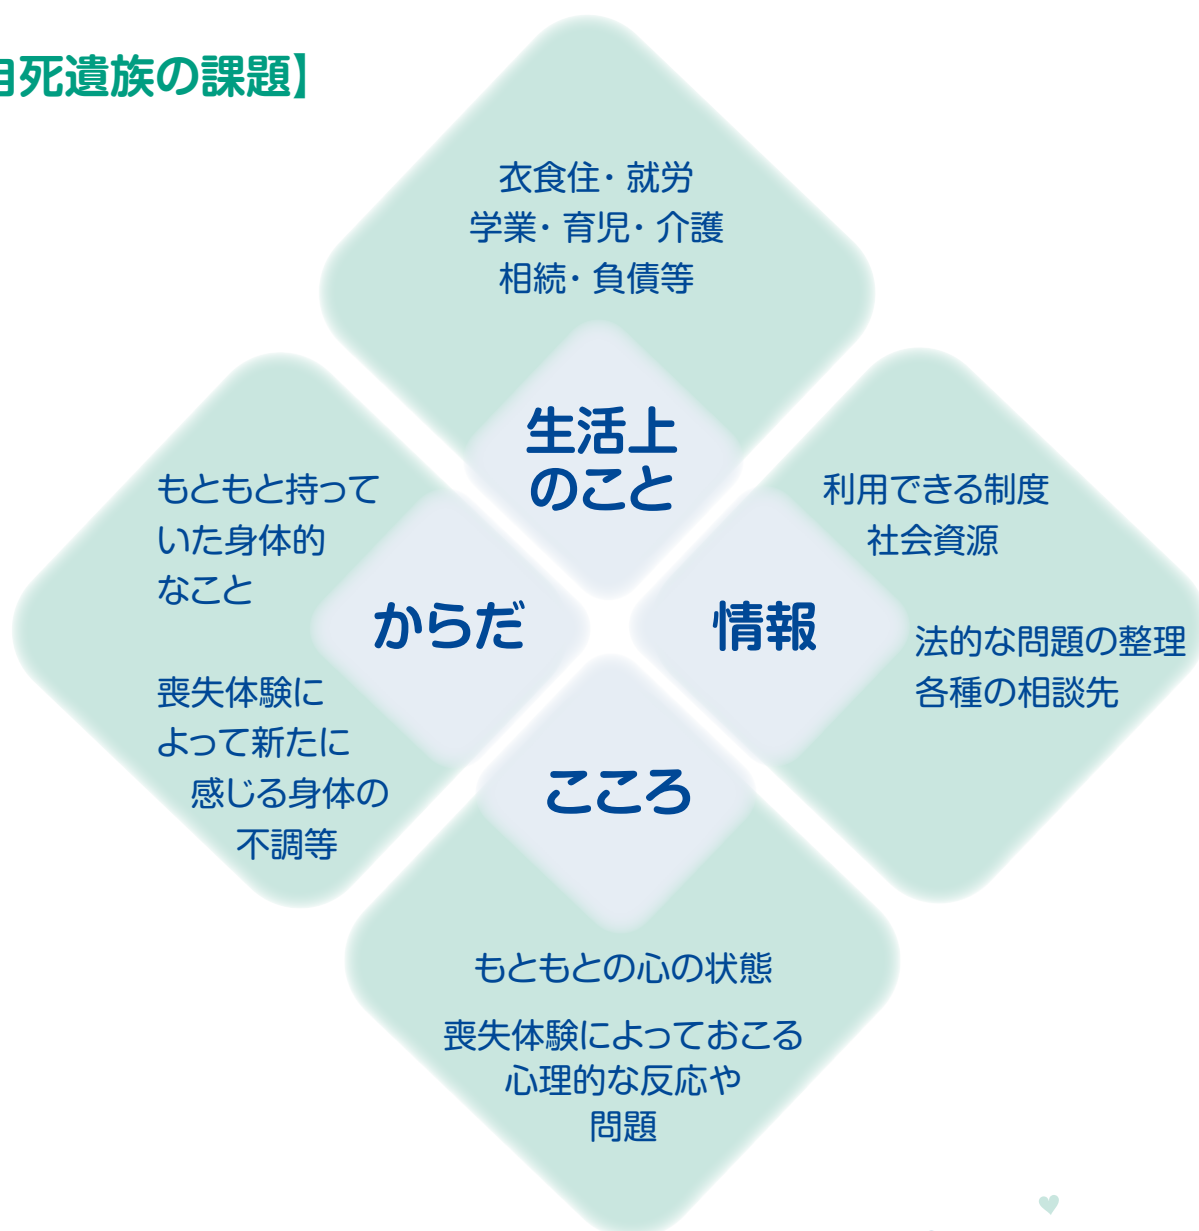 自死遺族の課題】
衣食住・就労
学業・育児・介護
相続・負債等
生活上
のこと
もともと持って
いた身体的
なこと
喪失体験に
よって新たに
感じる身体の
不調等
からだ
情報
利用できる制度
社会資源
法的な問題の整理
各種の相談先
こころ
もともとの心の状態
喪失体験によっておこる
心理的な反応や
問題